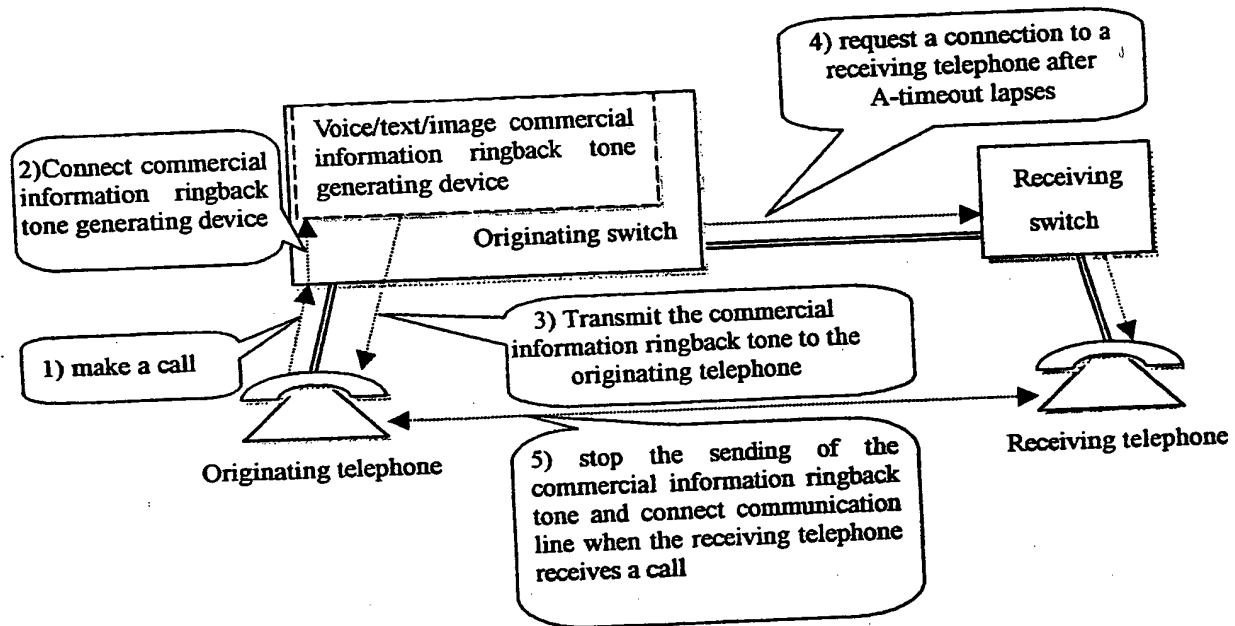 4) request a connection to a
receiving telephone after
A-timeout lapses
Voice/text/image commercial
information ringback tone
generating device
2)Connect commercial
information ringback
tone generating device
Receiving
switch
Originating switch
3) Transmit the commercial
information ringback tone to the
originating telephone
1) make a call
Originating telephone
Receiving telephone
5) stop the sending of the
commercial information ringback
tone and connect communication
line when the receiving telephone
receives a call